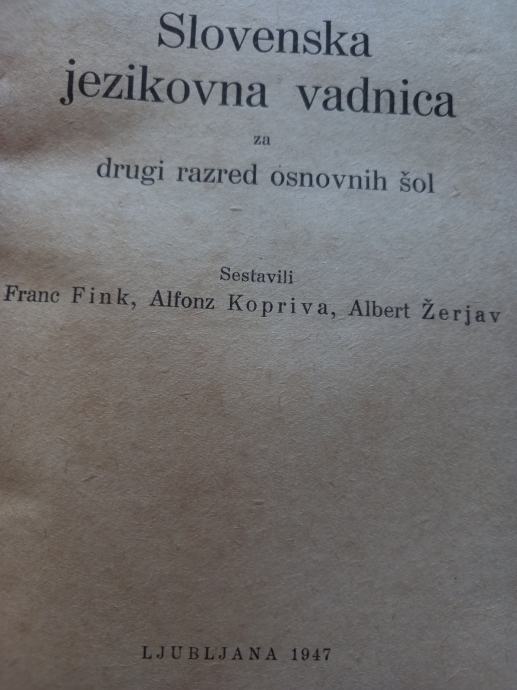 Slovenska
jezikovna vadnica
za
drugi razred osnovnih šol
Sestavili
Franc Fink, Alfonz Kopriva, Albert Žerjav
LJUBLJANA 1947